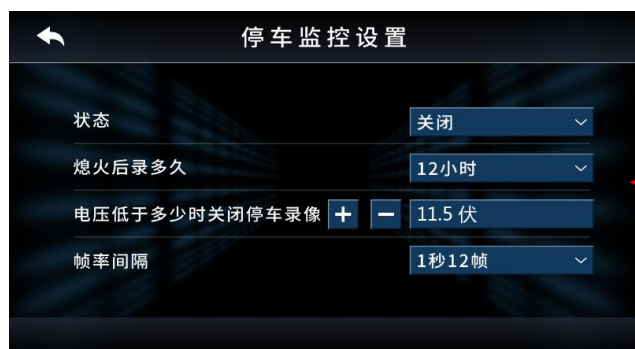 停车监控设置
状态 关闭
熄火后录多久 12小时
电压低于多少时关闭停车录像 + - 11.5 伏
帧率间隔 1秒12帧